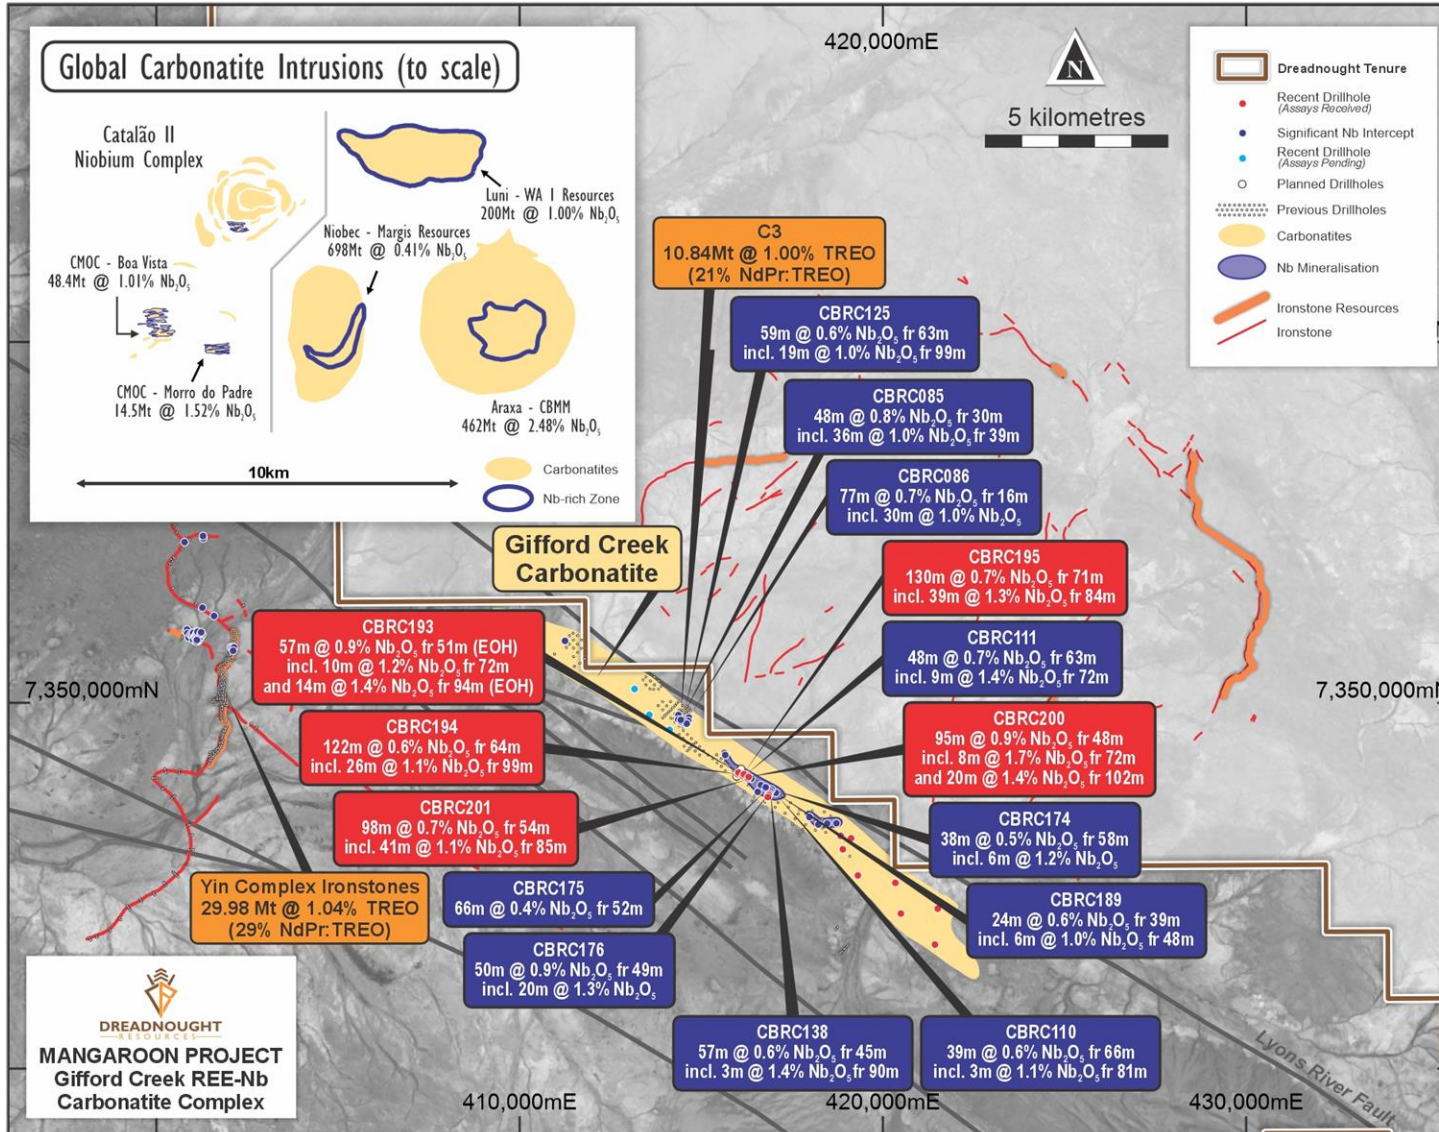 Global Carbonatite Intrusions (to scale)
Catalão II
Niobium Complex
CMOC - Boa Vista
48.4Mt @ 1.01% Nb₂O₅
CMOC - Morro do Padre
14.5Mt @ 1.52% Nb₂O₅
Luni - WA 1 Resources
200Mt @ 1.00% Nb₂O₅
Niobec - Margis Resources
698Mt @ 0.41% Nb₂O₅
Araxa - CBMM
462Mt @ 2.48% Nb₂O₅
10km
Carbonatites
Nb-rich Zone
420,000mE
N
5 kilometres
Dreadnought Tenure
Recent Drillhole
(Assays Received)
Significant Nb Intercept
Recent Drillhole
(Assays Pending)
Planned Drillholes
Previous Drillholes
Carbonatites
Nb Mineralisation
Ironstone Resources
Ironstone
C3
10.84Mt @ 1.00% TREO
(21% NdPr:TREO)
CBRC125
59m @ 0.6% Nb₂O₅ fr 63m
incl. 19m @ 1.0% Nb₂O₅ fr 99m
CBRC085
48m @ 0.8% Nb₂O₅ fr 30m
incl. 36m @ 1.0% Nb₂O₅ fr 39m
CBRC086
77m @ 0.7% Nb₂O₅ fr 16m
incl. 30m @ 1.0% Nb₂O₅
Gifford Creek
Carbonatite
CBRC195
130m @ 0.7% Nb₂O₅ fr 71m
incl. 39m @ 1.3% Nb₂O₅ fr 84m
CBRC193
57m @ 0.9% Nb₂O₅ fr 51m (EOH)
incl. 10m @ 1.2% Nb₂O₅ fr 72m
and 14m @ 1.4% Nb₂O₅ fr 94m (EOH)
CBRC111
48m @ 0.7% Nb₂O₅ fr 63m
incl. 9m @ 1.4% Nb₂O₅ fr 72m
7,350,000mN
7,350,000mN
CBRC194
122m @ 0.6% Nb₂O₅ fr 64m
incl. 26m @ 1.1% Nb₂O₅ fr 99m
CBRC200
95m @ 0.9% Nb₂O₅ fr 48m
incl. 8m @ 1.7% Nb₂O₅ fr 72m
and 20m @ 1.4% Nb₂O₅ fr 102m
CBRC201
98m @ 0.7% Nb₂O₅ fr 54m
incl. 41m @ 1.1% Nb₂O₅ fr 85m
CBRC174
38m @ 0.5% Nb₂O₅ fr 58m
incl. 6m @ 1.2% Nb₂O₅
Yin Complex Ironstones
29.98 Mt @ 1.04% TREO
(29% NdPr:TREO)
CBRC175
66m @ 0.4% Nb₂O₅ fr 52m
CBRC189
24m @ 0.6% Nb₂O₅ fr 39m
incl. 6m @ 1.0% Nb₂O₅ fr 48m
CBRC176
50m @ 0.9% Nb₂O₅ fr 49m
incl. 20m @ 1.3% Nb₂O₅
CBRC138
57m @ 0.6% Nb₂O₅ fr 45m
incl. 3m @ 1.4% Nb₂O₅ fr 90m
CBRC110
39m @ 0.6% Nb₂O₅ fr 66m
incl. 3m @ 1.1% Nb₂O₅ fr 81m
Lyons River Fault
DREADNOUGHT
RESOURCES
MANGAROON PROJECT
Gifford Creek REE-Nb
Carbonatite Complex
410,000mE
420,000mE
430,000mE